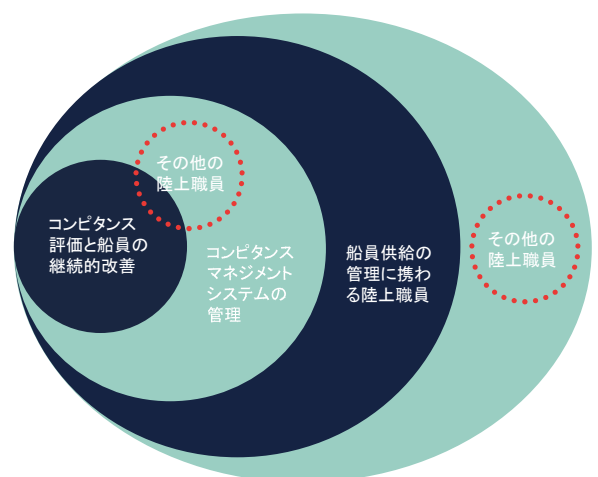 その他の
陸上職員
コンピタンス
評価と船員の
継続的改善
コンピタンス
マネジメント
システムの
管理
船員供給の
管理に携わ
る陸上職員
その他の
陸上職員